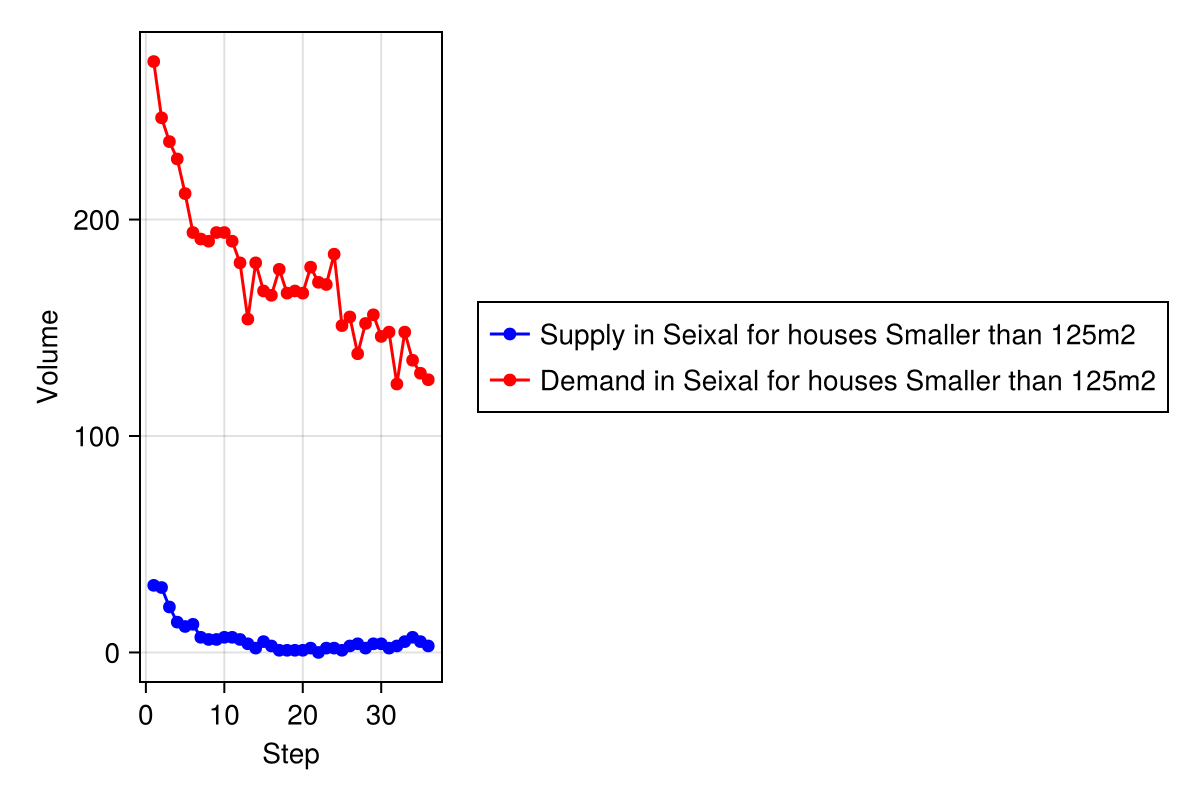 Volume
200
100
0
0 10 20 30
Step
Supply in Seixal for houses Smaller than 125m2
Demand in Seixal for houses Smaller than 125m2